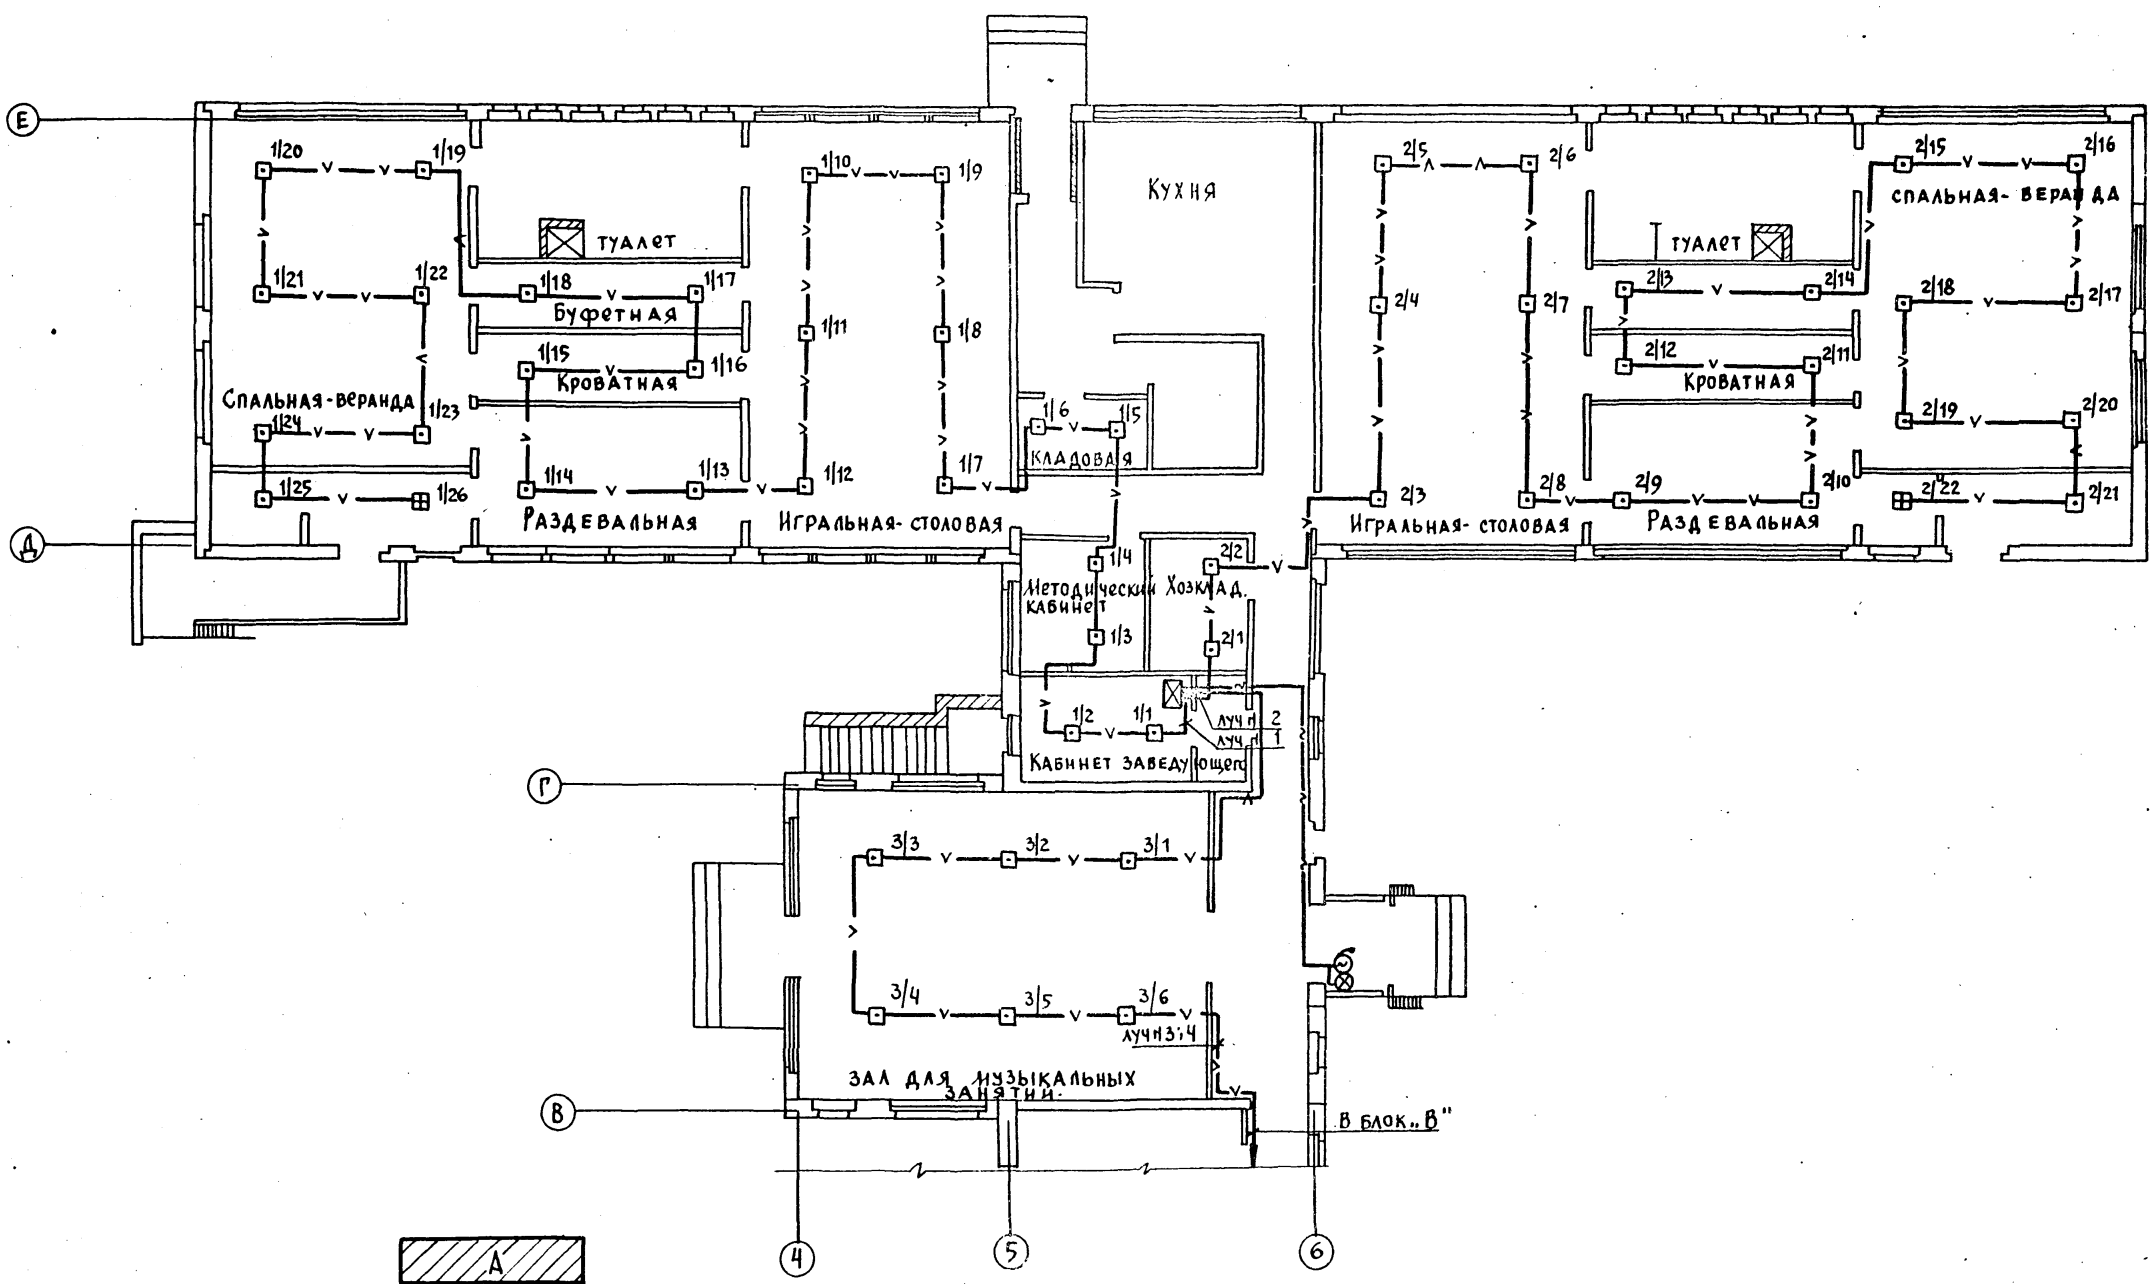 Е
1/20
1/19
1/10
1/9
Кухня
2/5
2/6
2/15
2/16
спальная-веранда
туалет
туалет
1/21
1/22
1/18
1/17
Буфетная
1/11
1/8
2/4
2/7
2/13
2/14
2/18
2/17
1/15
1/16
Кроватная
2/12
2/11
Кроватная
Спальная-веранда
1/24
1/23
1/6
1/5
кладовая
2/19
2/20
1/25
1/26
1/14
1/13
1/12
1/7
2/3
2/8
2/9
2/10
2/22
2/21
Раздевальная
Игральная-столовая
Игральная-столовая
Раздевальная
Д
1/4
2/2
Методический
кабинет
Хозклад.
1/3
2/1
1/2
1/1
луч н 2
луч н 1
Кабинет заведующего
Г
3/3
3/2
3/1
3/4
3/5
3/6
луч н 3; 4
зал для музыкальных
занятий.
В
В блок „В"
4
5
6
А